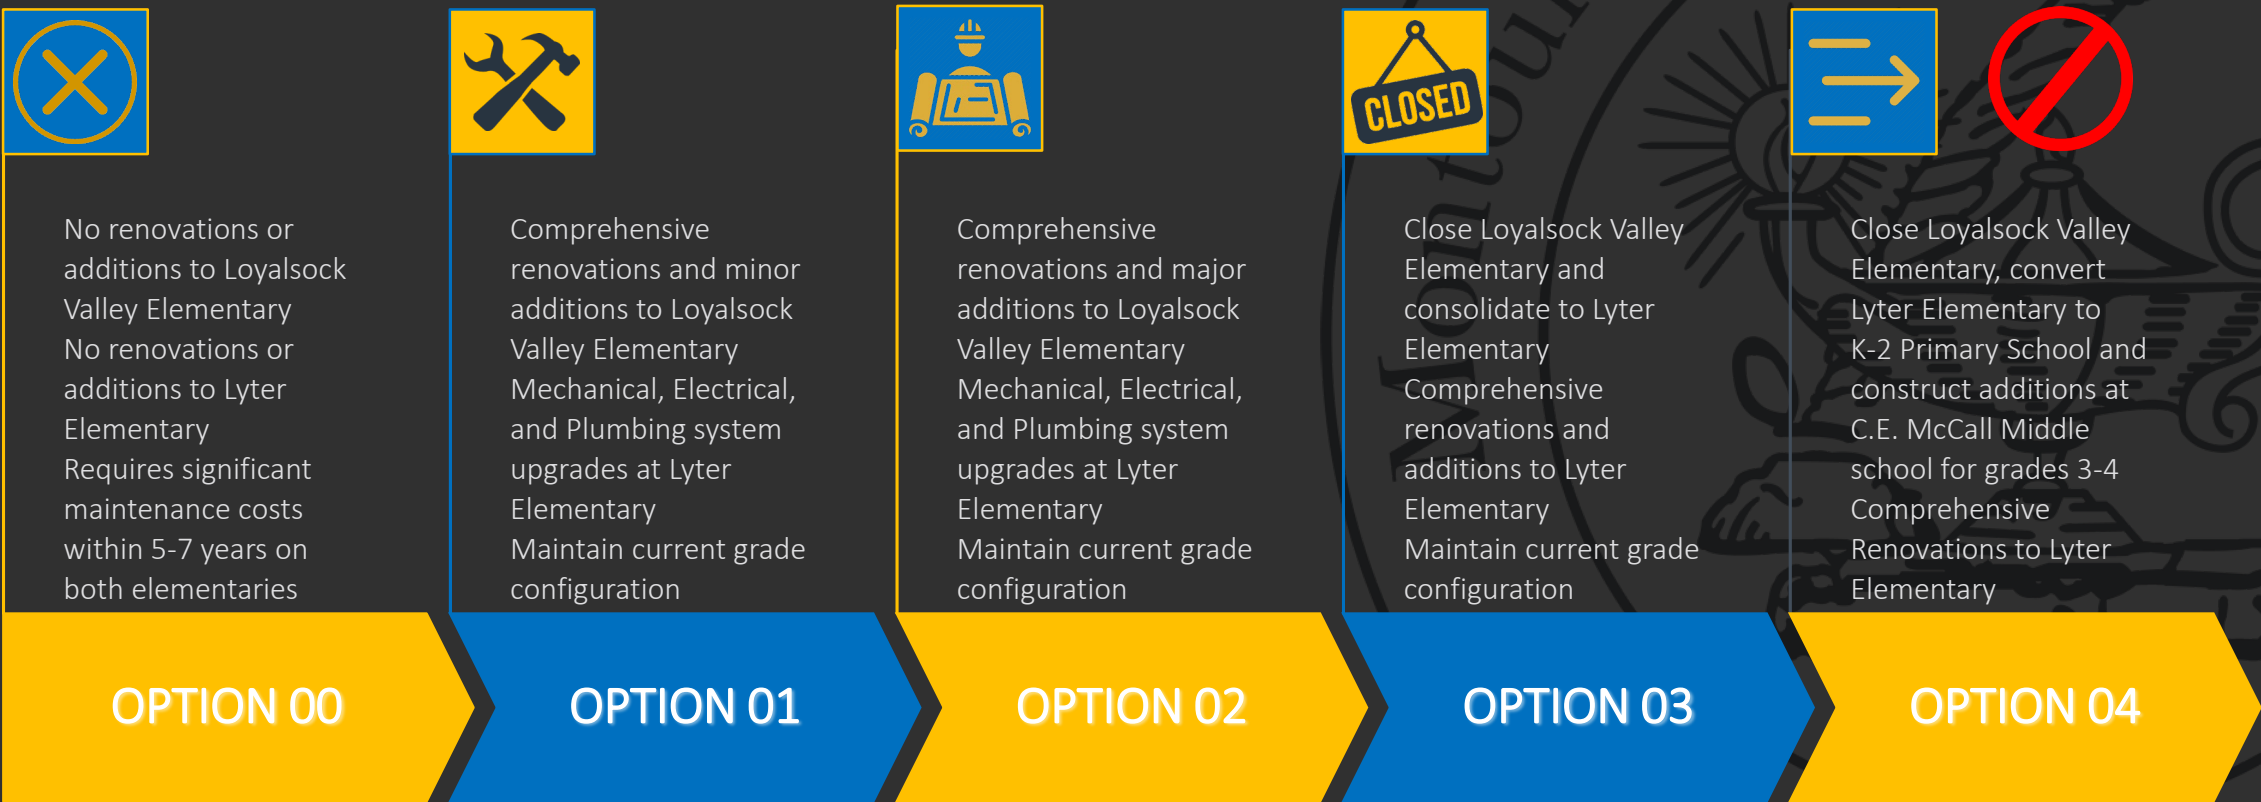 CLOSED
Montour
No renovations or
additions to Loyalsock
Valley Elementary
No renovations or
additions to Lyter
Elementary
Requires significant
maintenance costs
within 5-7 years on
both elementaries
OPTION 00
Comprehensive
renovations and minor
additions to Loyalsock
Valley Elementary
Mechanical, Electrical,
and Plumbing system
upgrades at Lyter
Elementary
Maintain current grade
configuration
OPTION 01
Comprehensive
renovations and major
additions to Loyalsock
Valley Elementary
Mechanical, Electrical,
and Plumbing system
upgrades at Lyter
Elementary
Maintain current grade
configuration
OPTION 02
Close Loyalsock Valley
Elementary and
consolidate to Lyter
Elementary
Comprehensive
renovations and
additions to Lyter
Elementary
Maintain current grade
configuration
OPTION 03
Close Loyalsock Valley
Elementary, convert
Lyter Elementary to
K-2 Primary School and
construct additions at
C.E. McCall Middle
school for grades 3-4
Comprehensive
Renovations to Lyter
Elementary
OPTION 04